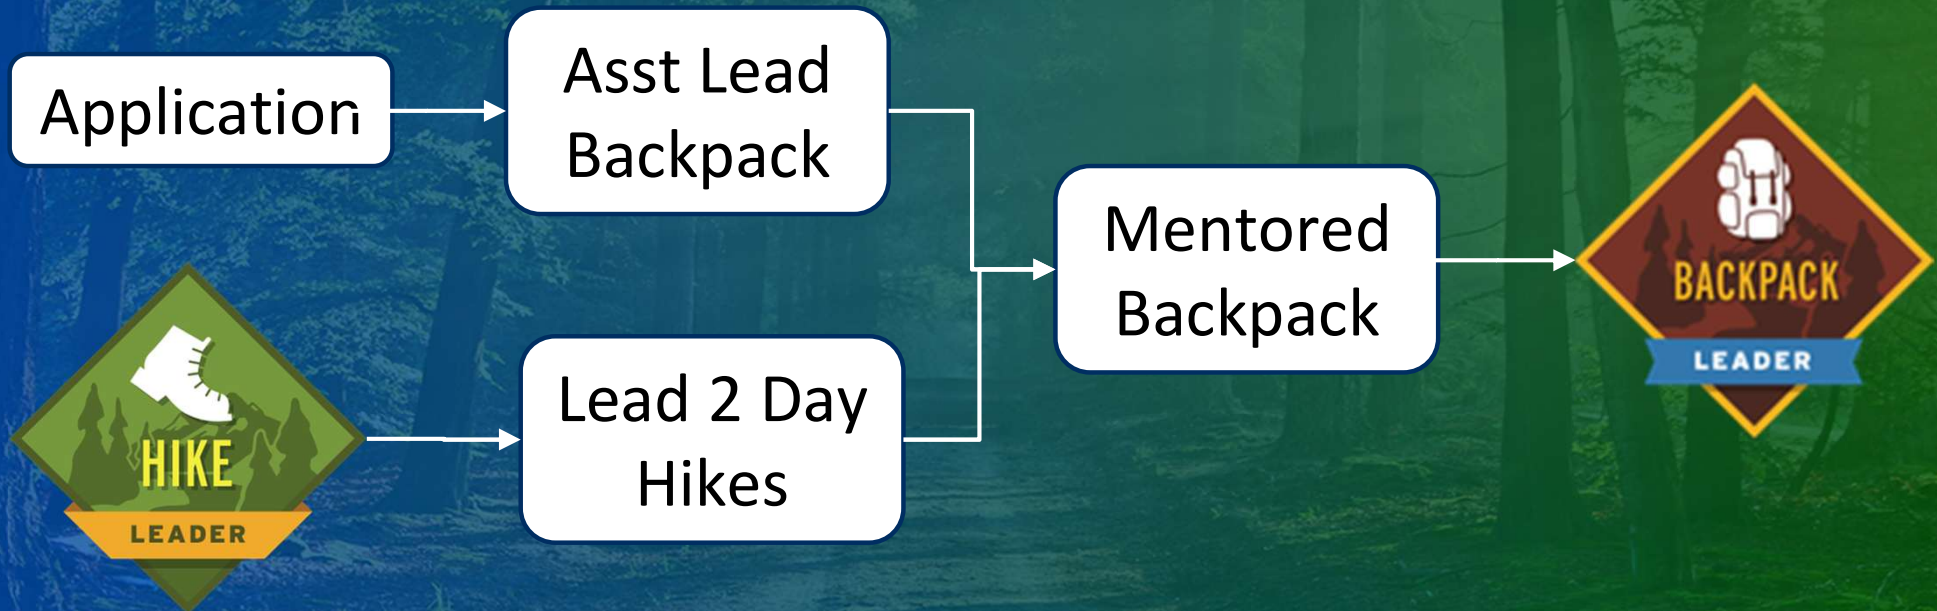 Application
Asst Lead
Backpack
Mentored
Backpack
BACKPACK
LEADER
HIKE
LEADER
Lead 2 Day
Hikes